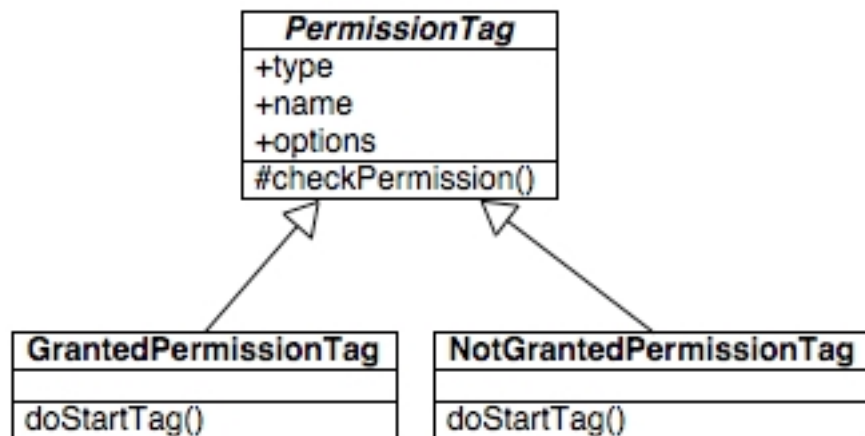 PermissionTag
+type
+name
+options
#checkPermission()
GrantedPermissionTag
doStartTag()
NotGrantedPermissionTag
doStartTag()